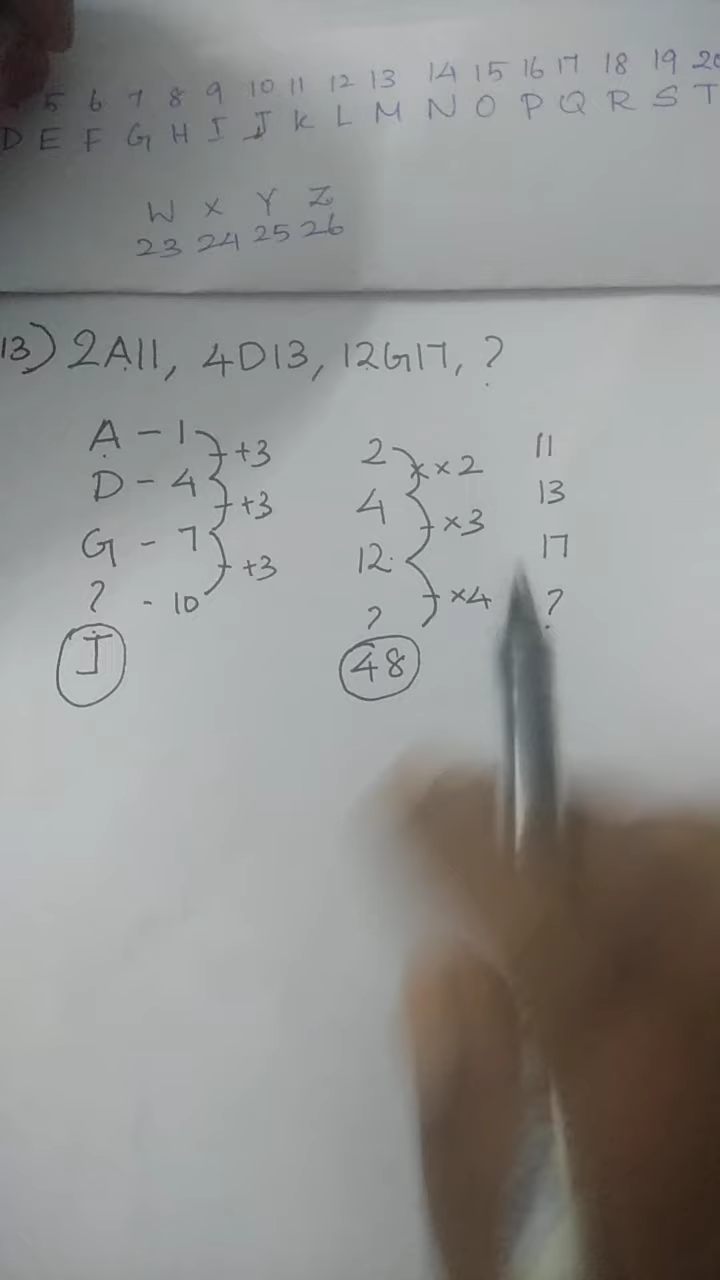 5 6 7 8 9 10 11 12 13 14 15 16 17 18 19 20
D E F G H I J K L M N O P Q R S T
W X Y Z
23 24 25 26
13) 2A11, 4D13, 12G17, ?
A - 1 +3 2 ×2 11
D - 4 +3 4 ×3 13
G - 7 +3 12 ×4 17
? - 10 ? ?
J 48